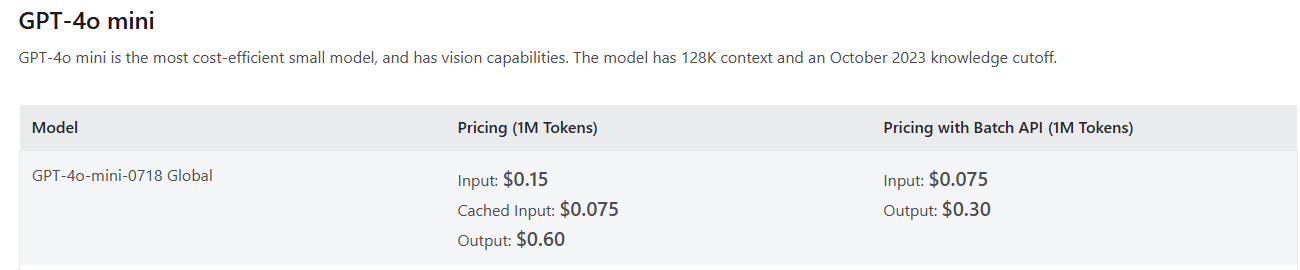 GPT-4o mini
GPT-4o mini is the most cost-efficient small model, and has vision capabilities. The model has 128K context and an October 2023 knowledge cutoff.
Model Pricing (1M Tokens) Pricing with Batch API (1M Tokens)
GPT-4o-mini-0718 Global
Input: $0.15 Input: $0.075
Cached Input: $0.075 Output: $0.30
Output: $0.60